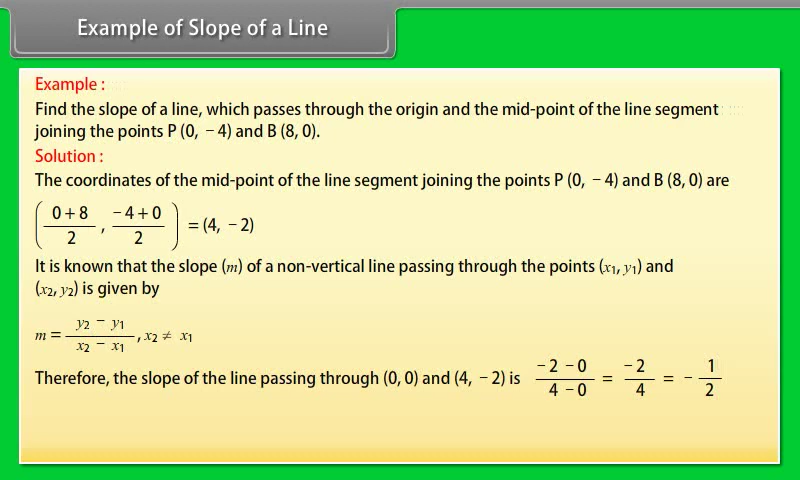 Example of Slope of a Line
Example :
Find the slope of a line, which passes through the origin and the mid-point of the line segment
joining the points P (0, − 4) and B (8, 0).
Solution :
The coordinates of the mid-point of the line segment joining the points P (0, − 4) and B (8, 0) are
( (0 + 8)/2 , (− 4 + 0)/2 ) = (4, − 2)
It is known that the slope (m) of a non-vertical line passing through the points (x₁, y₁) and
(x₂, y₂) is given by
m = (y₂ − y₁)/(x₂ − x₁) , x₂ ≠ x₁
Therefore, the slope of the line passing through (0, 0) and (4, − 2) is (− 2 − 0)/(4 − 0) = (− 2)/4 = − 1/2